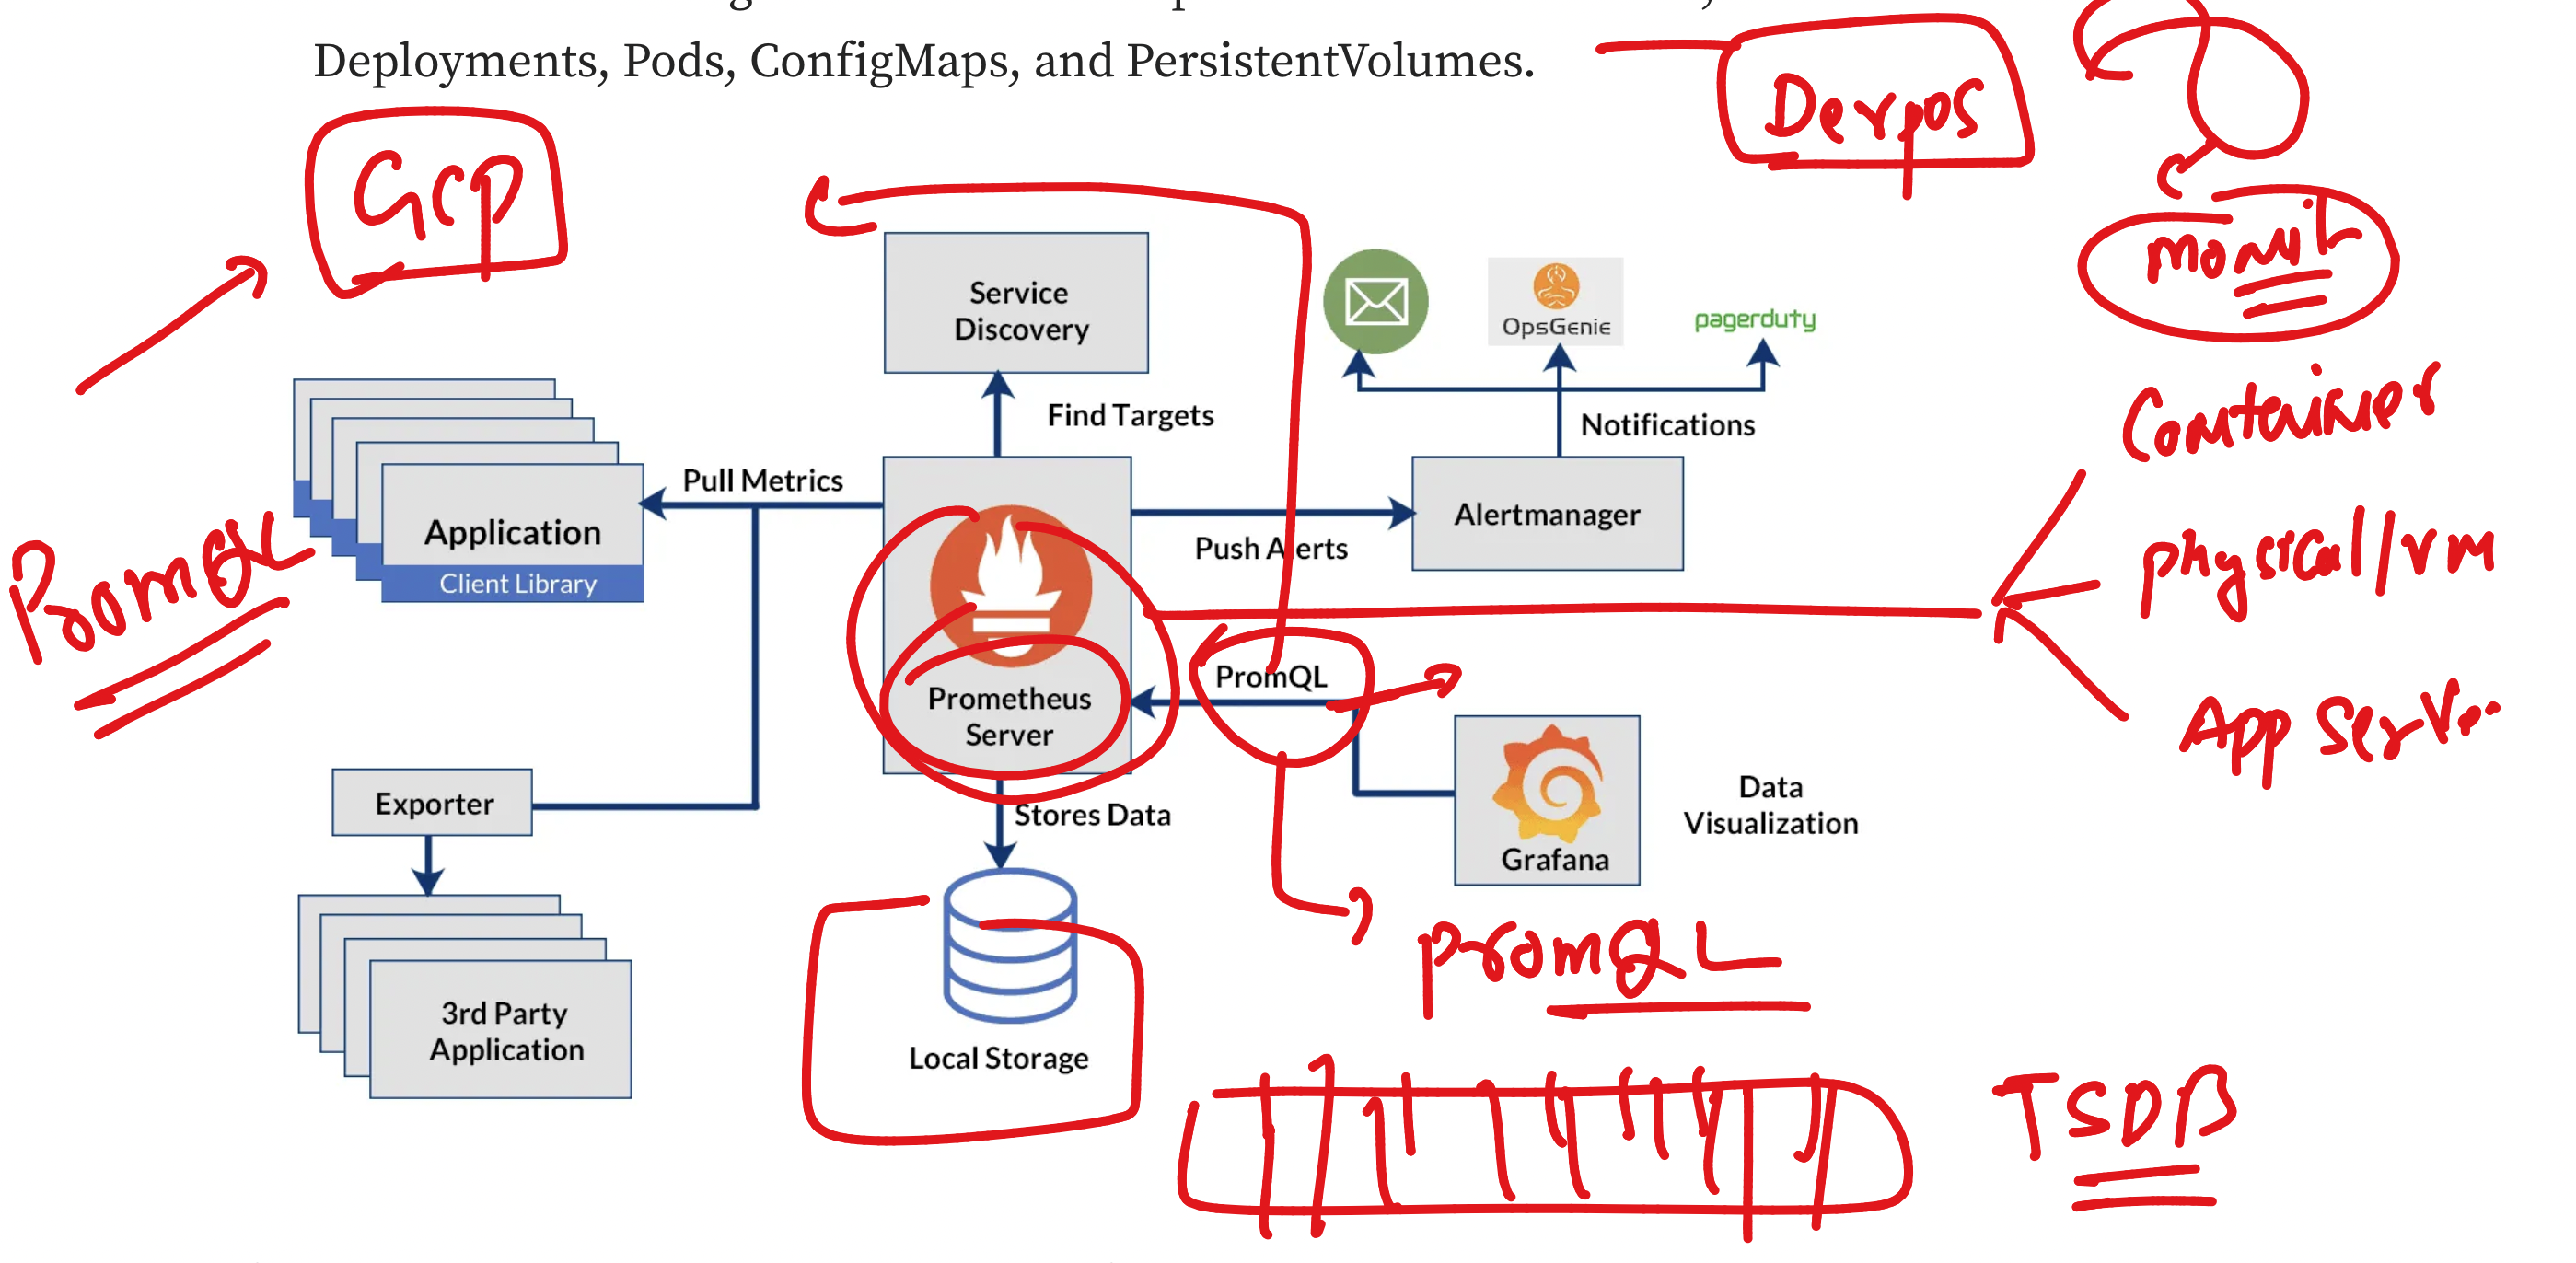 Deployments, Pods, ConfigMaps, and PersistentVolumes.
Devops
GCP
monit
Service
Discovery
OpsGenie
pagerduty
Find Targets
Notifications
Container
Pull Metrics
Application
Client Library
Push Alerts
Alertmanager
PromQL
physical/VM
PromQL
Prometheus
Server
App Server
Exporter
Stores Data
Grafana
Data
Visualization
PromQL
3rd Party
Application
Local Storage
TSDB